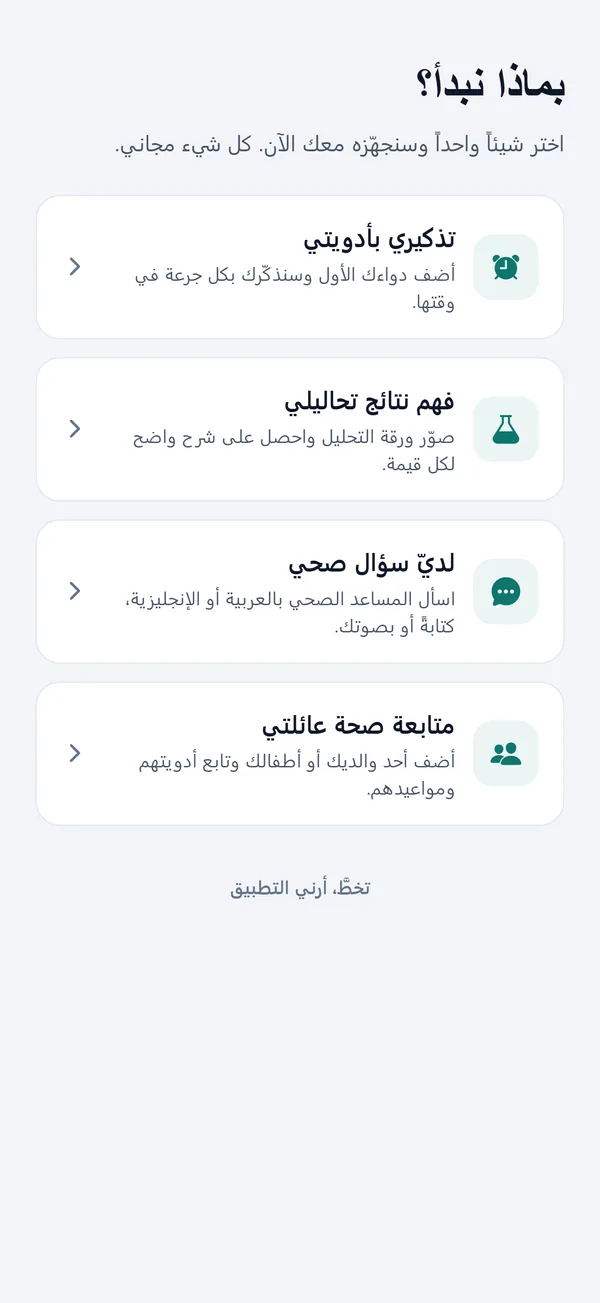 بماذا نبدأ؟
اختر شيئاً واحداً وسنجهّزه معك الآن. كل شيء مجاني.
تذكيري بأدويتي
أضف دواءك الأول وسنذكّرك بكل جرعة في
وقتها.
فهم نتائج تحاليلي
صوّر ورقة التحليل واحصل على شرح واضح
لكل قيمة.
لديّ سؤال صحي
اسأل المساعد الصحي بالعربية أو الإنجليزية،
كتابةً أو بصوتك.
متابعة صحة عائلتي
أضف أحد والديك أو أطفالك وتابع أدويتهم
ومواعيدهم.
تخطَّ، أرني التطبيق